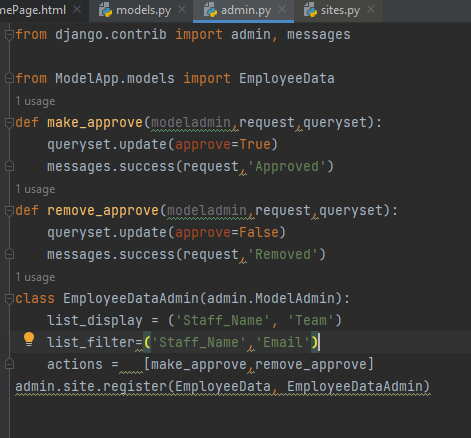 mePage.html models.py admin.py sites.py
from django.contrib import admin, messages
from ModelApp.models import EmployeeData
1 usage
def make_approve(modeladmin,request,queryset):
    queryset.update(approve=True)
    messages.success(request,'Approved')
1 usage
def remove_approve(modeladmin,request,queryset):
    queryset.update(approve=False)
    messages.success(request,'Removed')
1 usage
class EmployeeDataAdmin(admin.ModelAdmin):
    list_display = ('Staff_Name', 'Team')
    list_filter=('Staff_Name','Email')
    actions =   [make_approve,remove_approve]
admin.site.register(EmployeeData, EmployeeDataAdmin)